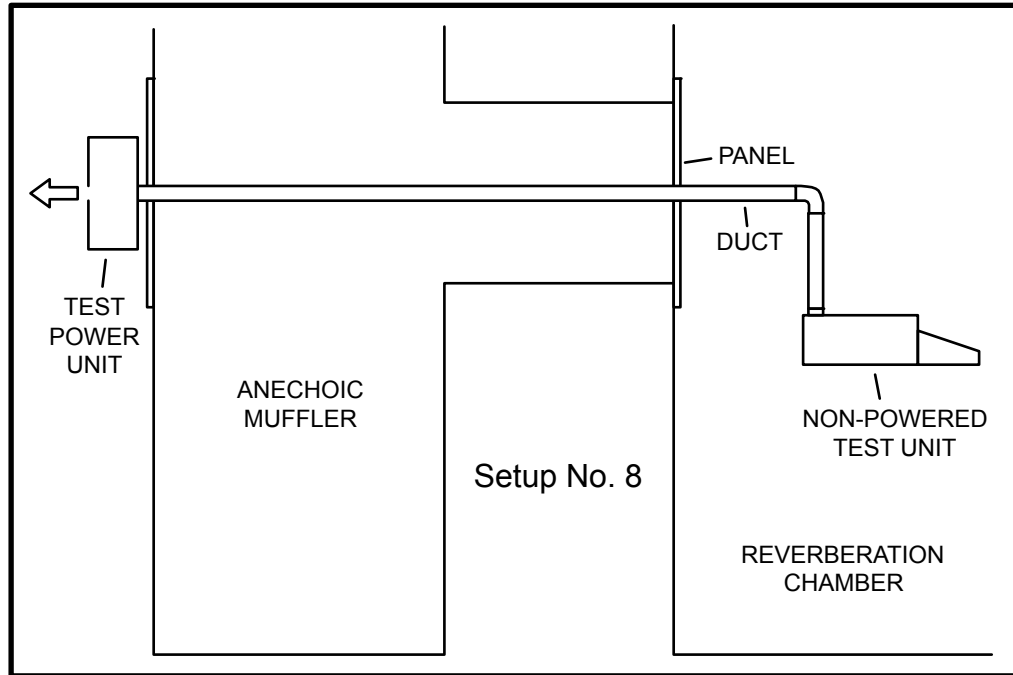 PANEL
DUCT
TEST
POWER
UNIT
ANECHOIC
MUFFLER
NON-POWERED
TEST UNIT
Setup No. 8
REVERBERATION
CHAMBER